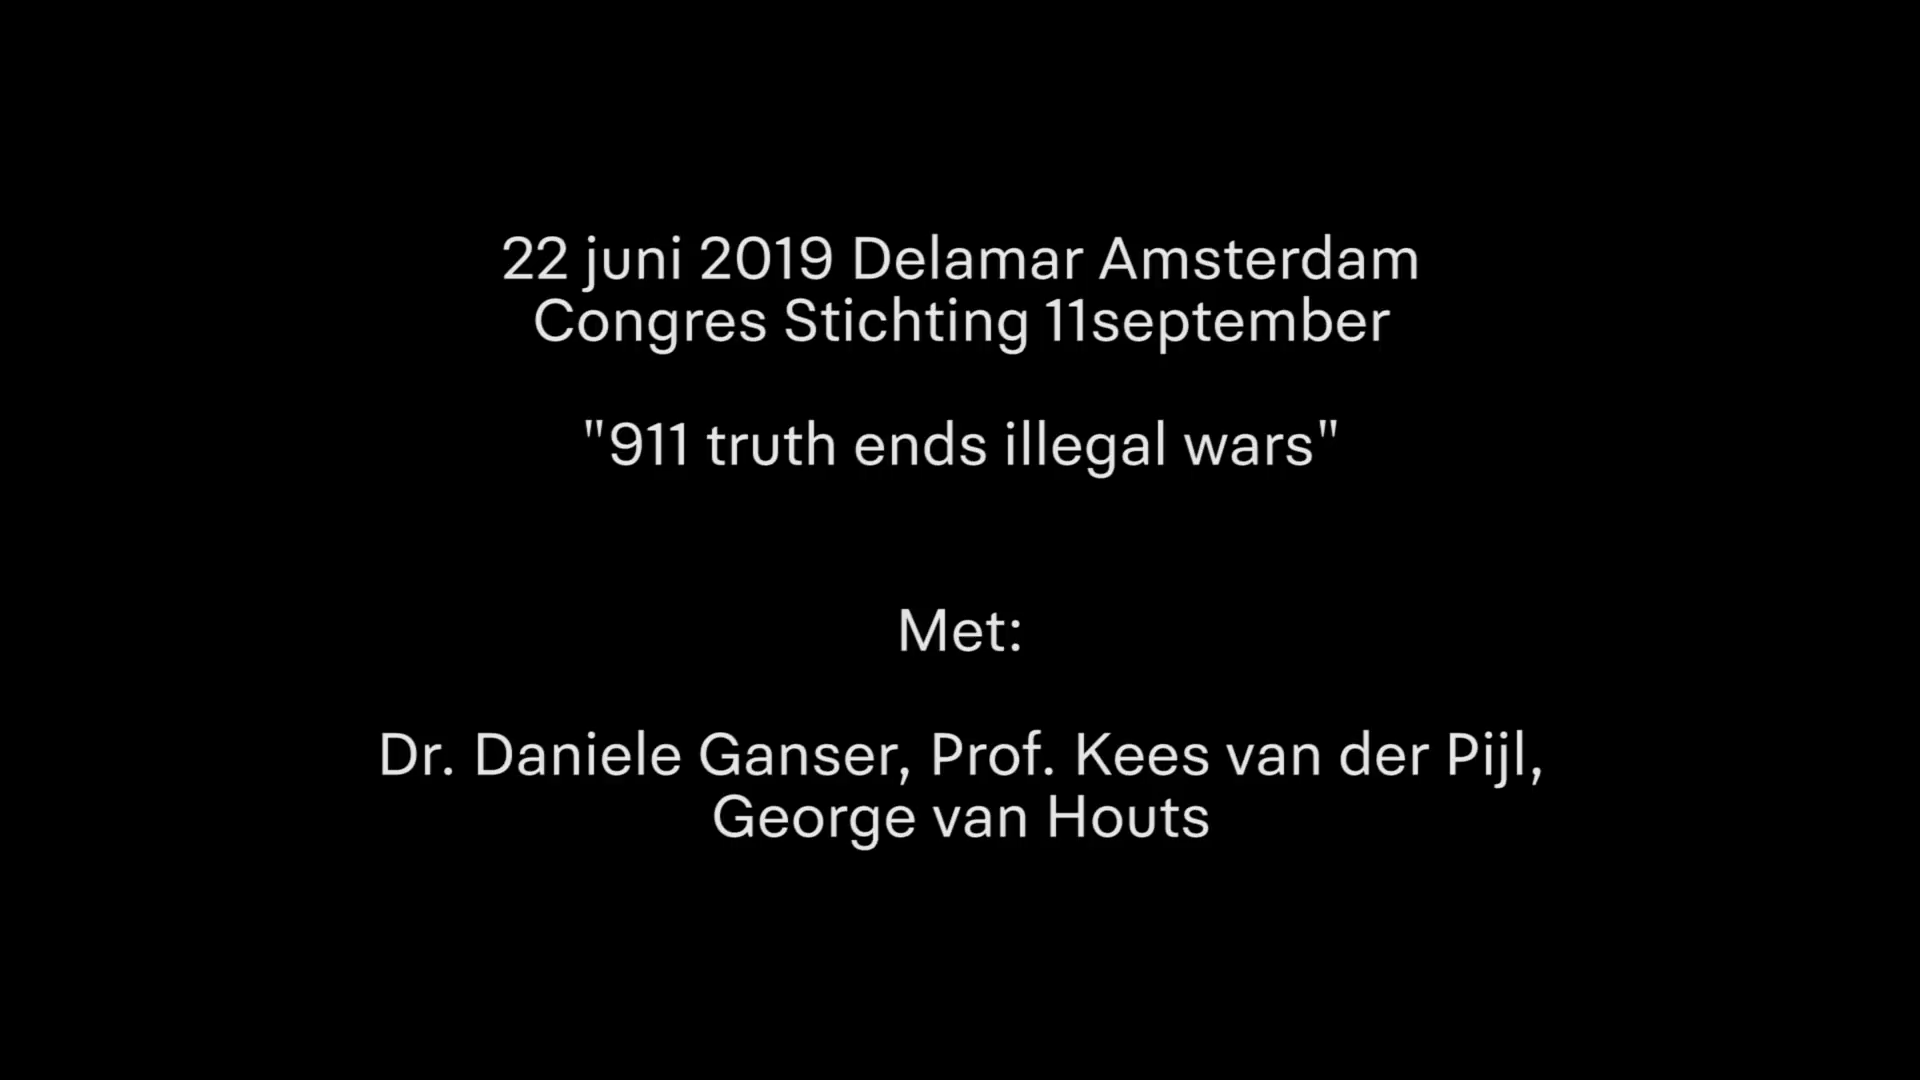 22 juni 2019 Delamar Amsterdam
Congres Stichting 11september
"911 truth ends illegal wars"
Met:
Dr. Daniele Ganser, Prof. Kees van der Pijl,
George van Houts